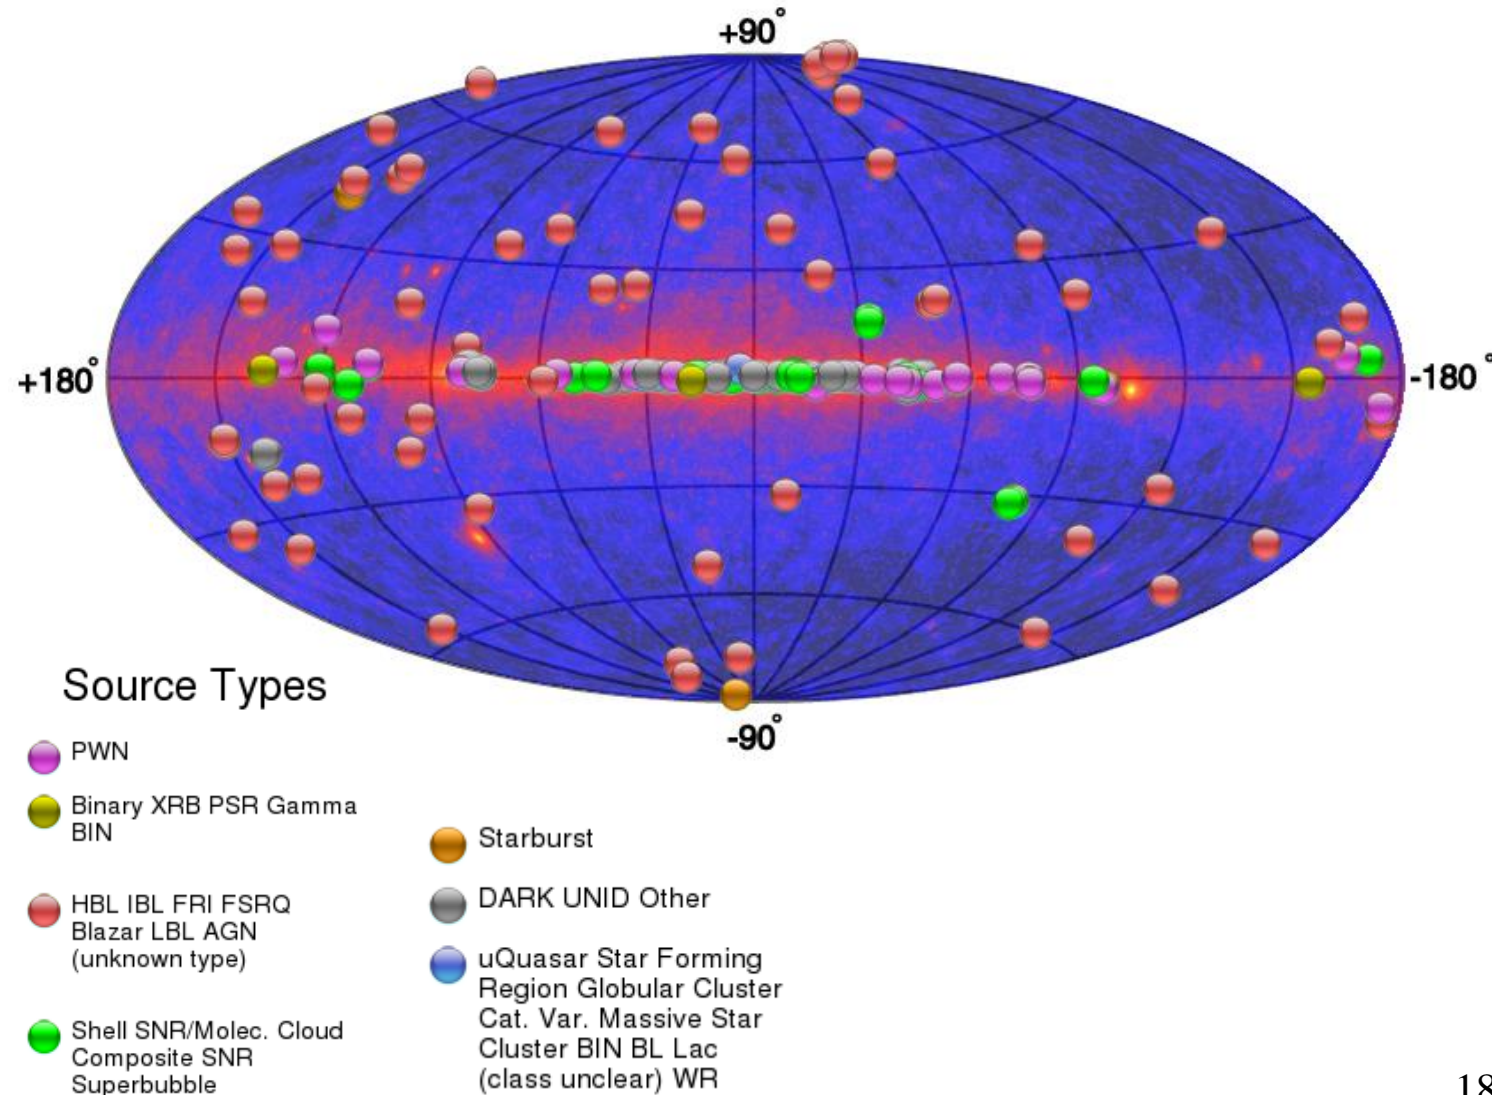 +90°
+180°
-180°
-90°
Source Types
PWN
Binary XRB PSR Gamma
BIN
HBL IBL FRI FSRQ
Blazar LBL AGN
(unknown type)
Shell SNR/Molec. Cloud
Composite SNR
Superbubble
Starburst
DARK UNID Other
uQuasar Star Forming
Region Globular Cluster
Cat. Var. Massive Star
Cluster BIN BL Lac
(class unclear) WR
18